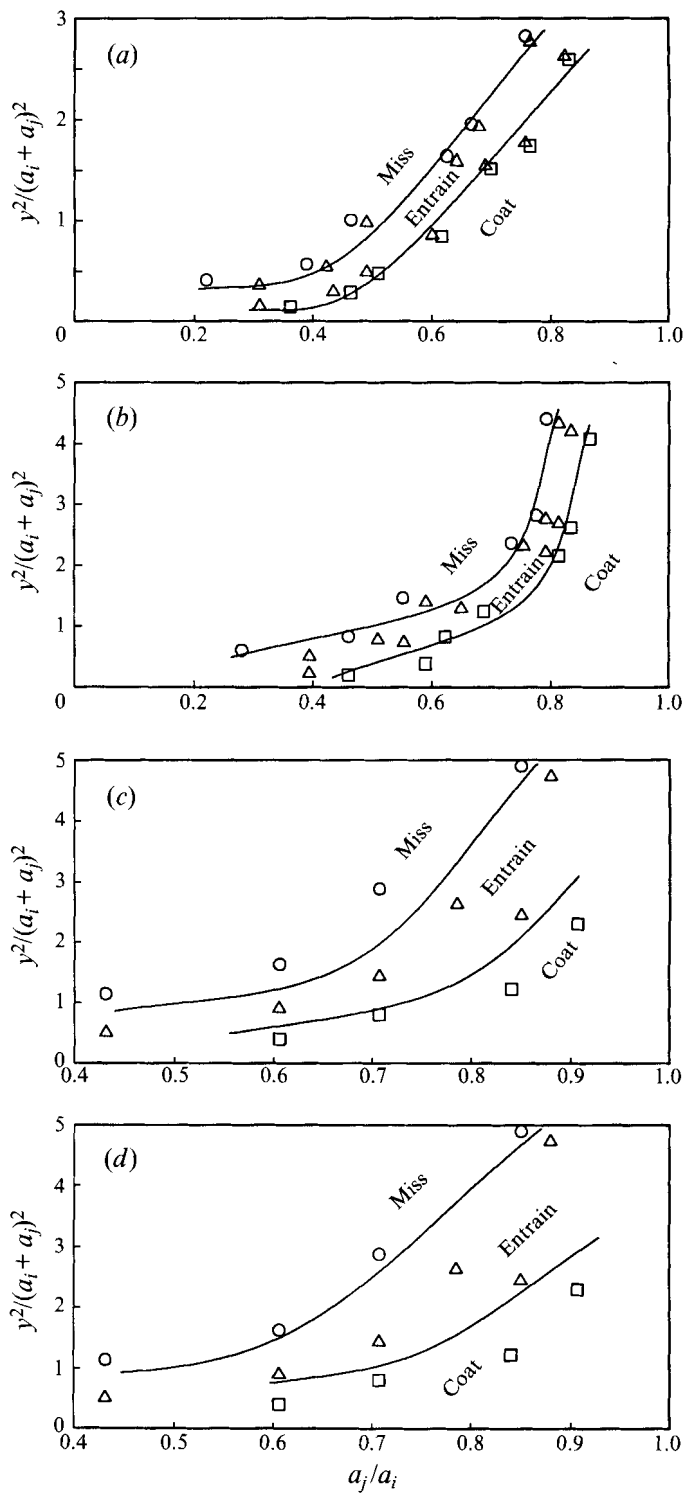 3
(a)
2
y²/(aᵢ + aⱼ)²
Miss
Entrain
Coat
1
0 0.2 0.4 0.6 0.8 1.0
5
(b)
4
3
y²/(aᵢ + aⱼ)²
2
Miss
Entrain
Coat
1
0 0.2 0.4 0.6 0.8 1.0
5
(c)
4
Miss
Entrain
3
y²/(aᵢ + aⱼ)²
2
Coat
1
0
0.4 0.5 0.6 0.7 0.8 0.9 1.0
5
(d)
4
Miss
Entrain
3
y²/(aᵢ + aⱼ)²
2
1
Coat
0
0.4 0.5 0.6 0.7 0.8 0.9 1.0
aⱼ/aᵢ